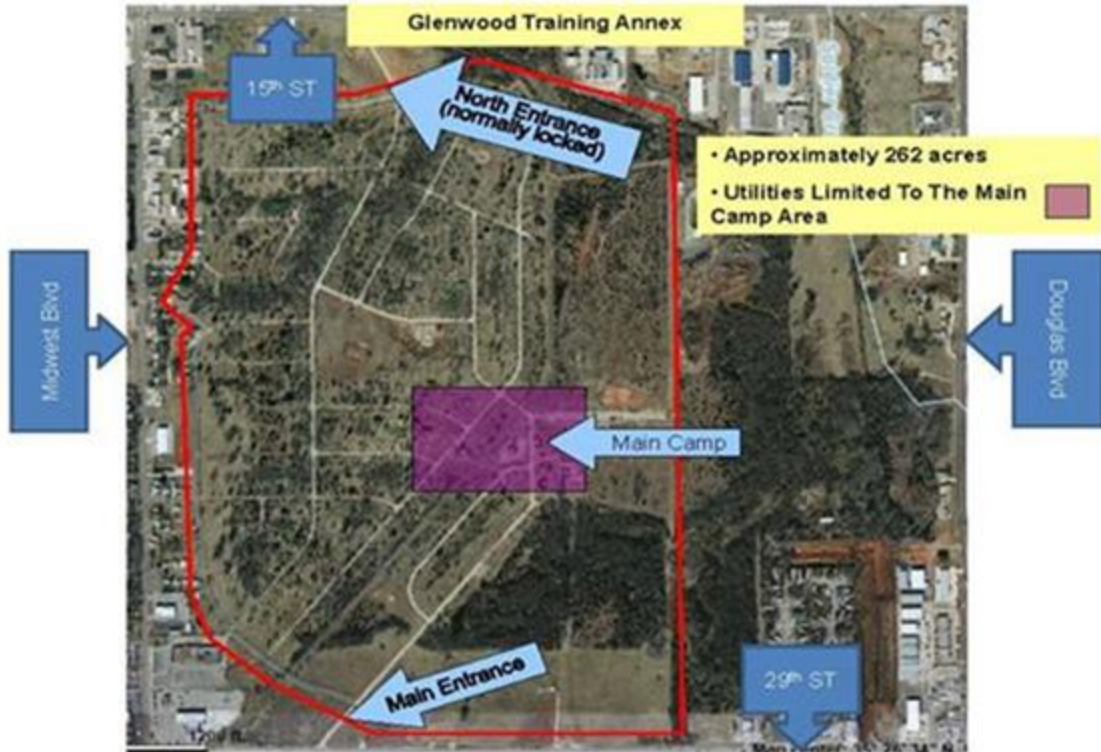 Glenwood Training Annex
15th ST
North Entrance
(normally locked)
• Approximately 262 acres
• Utilities Limited To The Main
Camp Area
Midwest Blvd
Douglas Blvd
Main Camp
Main Entrance
29th ST